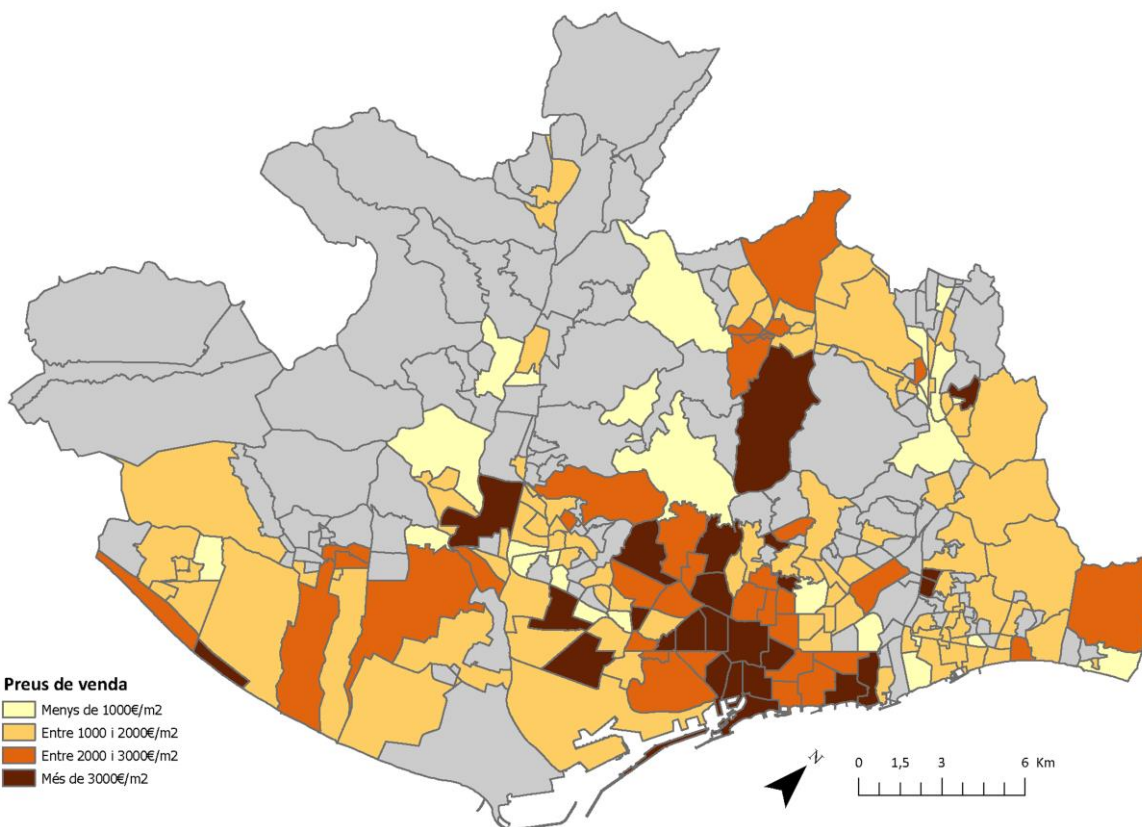 Preus de venda
Menys de 1000€/m2
Entre 1000 i 2000€/m2
Entre 2000 i 3000€/m2
Més de 3000€/m2
N
0 1,5 3 6 Km